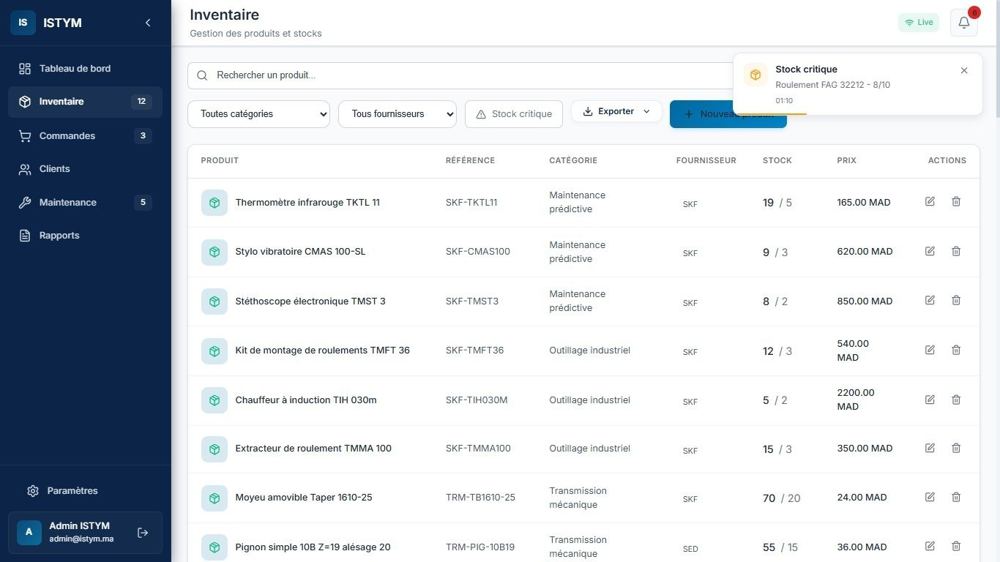 IS ISTYM
Tableau de bord
Inventaire 12
Commandes 3
Clients
Maintenance 5
Rapports
Paramètres
A Admin ISTYM
admin@istym.ma
Inventaire
Gestion des produits et stocks
Live
6
Stock critique
Roulement FAG 32212 - 8/10
01:10
Rechercher un produit...
Toutes catégories Tous fournisseurs Stock critique Exporter + Nouveau produit
PRODUIT RÉFÉRENCE CATÉGORIE FOURNISSEUR STOCK PRIX ACTIONS
Thermomètre infrarouge TKTL 11 SKF-TKTL11 Maintenance prédictive SKF 19 / 5 165.00 MAD
Stylo vibratoire CMAS 100-SL SKF-CMAS100 Maintenance prédictive SKF 9 / 3 620.00 MAD
Stéthoscope électronique TMST 3 SKF-TMST3 Maintenance prédictive SKF 8 / 2 850.00 MAD
Kit de montage de roulements TMFT 36 SKF-TMFT36 Outillage industriel SKF 12 / 3 540.00 MAD
Chauffeur à induction TIH 030m SKF-TIH030M Outillage industriel SKF 5 / 2 2200.00 MAD
Extracteur de roulement TMMA 100 SKF-TMMA100 Outillage industriel SKF 15 / 3 350.00 MAD
Moyeu amovible Taper 1610-25 TRM-TB1610-25 Transmission mécanique SKF 70 / 20 24.00 MAD
Pignon simple 10B Z=19 alésage 20 TRM-PIG-10B19 Transmission mécanique SED 55 / 15 36.00 MAD